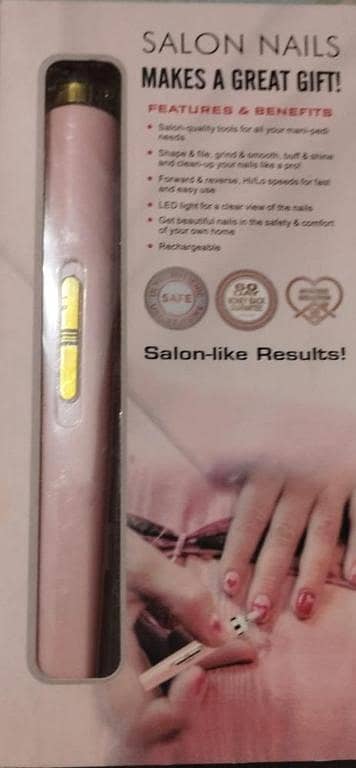 SALON NAILS
MAKES A GREAT GIFT!
FEATURES & BENEFITS
• Salon-quality tools for all your mani-pedi
needs
• Shape & file, grind & smooth, buff & shine
and clean-up your nails like a pro!
• Forward & reverse, Hi/Lo speeds for fast
and easy use
• LED light for a clear view of the nails
• Get beautiful nails in the safety & comfort
of your own home
• Rechargeable
SAFE
MONEY BACK
GUARANTEE
Salon-like Results!